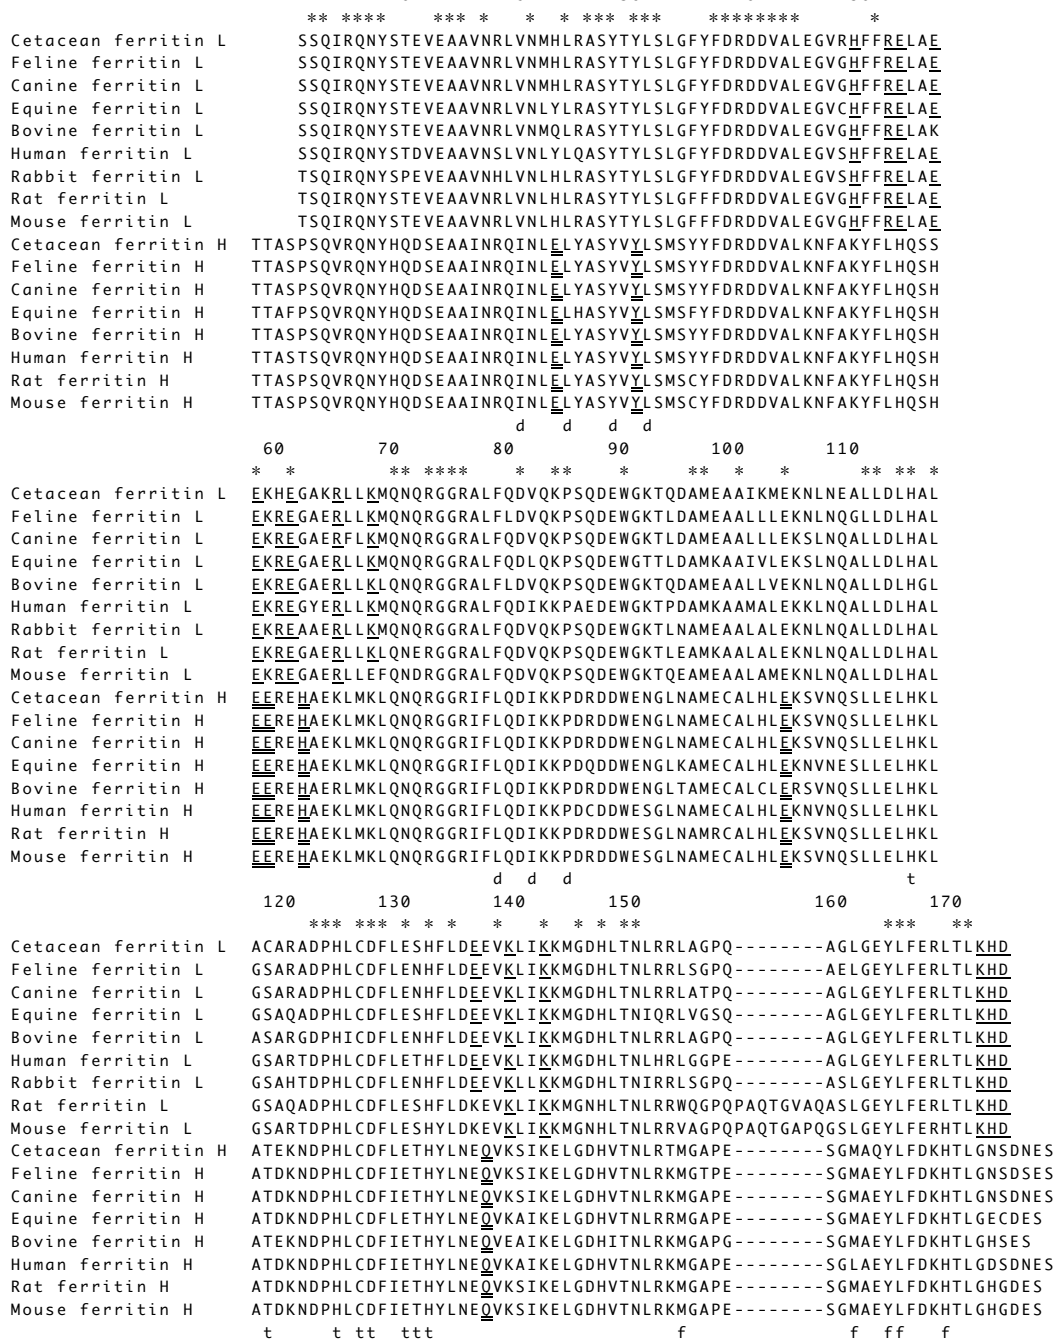 ** **** *** * * * *** *** ******** *
Cetacean ferritin L SSQIRQNYSTEVEAAVNRLVNMHLRASYTYLSLGFYFDRDDVALEGVRHFFRELAE
Feline ferritin L SSQIRQNYSTEVEAAVNRLVNMHLRASYTYLSLGFYFDRDDVALEGVGHFFRELAE
Canine ferritin L SSQIRQNYSTEVEAAVNRLVNMHLRASYTYLSLGFYFDRDDVALEGVGHFFRELAE
Equine ferritin L SSQIRQNYSTEVEAAVNRLVNLYLRASYTYLSLGFYFDRDDVALEGVCHFFRELAE
Bovine ferritin L SSQIRQNYSTEVEAAVNRLVNMQLRASYTYLSLGFYFDRDDVALEGVGHFFRELAK
Human ferritin L SSQIRQNYSTDVEAAVNSLVNLYLQASYTYLSLGFYFDRDDVALEGVSHFFRELAE
Rabbit ferritin L TSQIRQNYSPEVEAAVNHLVNLHLRASYTYLSLGFYFDRDDVALEGVSHFFRELAE
Rat ferritin L TSQIRQNYSTEVEAAVNRLVNLHLRASYTYLSLGFFFDRDDVALEGVGHFFRELAE
Mouse ferritin L TSQIRQNYSTEVEAAVNRLVNLHLRASYTYLSLGFFFDRDDVALEGVGHFFRELAE
Cetacean ferritin H TTASPSQVRQNYHQDSEAAINRQINLELYASYVYLSMSYYFDRDDVALKNFAKYFLHQSS
Feline ferritin H TTASPSQVRQNYHQDSEAAINRQINLELYASYVYLSMSYYFDRDDVALKNFAKYFLHQSH
Canine ferritin H TTASPSQVRQNYHQDSEAAINRQINLELYASYVYLSMSYYFDRDDVALKNFAKYFLHQSH
Equine ferritin H TTAFPSQVRQNYHQDSEAAINRQINLELHASYVYLSMSFYFDRDDVALKNFAKYFLHQSH
Bovine ferritin H TTASPSQVRQNYHQDSEAAINRQINLELYASYVYLSMSYYFDRDDVALKNFAKYFLHQSH
Human ferritin H TTASTSQVRQNYHQDSEAAINRQINLELYASYVYLSMSYYFDRDDVALKNFAKYFLHQSH
Rat ferritin H TTASPSQVRQNYHQDSEAAINRQINLELYASYVYLSMSCYFDRDDVALKNFAKYFLHQSH
Mouse ferritin H TTASPSQVRQNYHQDSEAAINRQINLELYASYVYLSMSCYFDRDDVALKNFAKYFLHQSH
d d d d
60 70 80 90 100 110
* * ** **** * ** * ** * * ** ** *
Cetacean ferritin L EKHEGAKRLLKMQNQRGGRALFQDVQKPSQDEWGKTQDAMEAAIKMEKNLNEALLDLHAL
Feline ferritin L EKREGAERLLKMQNQRGGRALFLDVQKPSQDEWGKTLDAMEAALLLEKNLNQGLLDLHAL
Canine ferritin L EKREGAERFLKMQNQRGGRALFQDVQKPSQDEWGKTLDAMEAALLLEKSLNQALLDLHAL
Equine ferritin L EKREGAERLLKMQNQRGGRALFQDLQKPSQDEWGTTLDAMKAAIVLEKSLNQALLDLHAL
Bovine ferritin L EKREGAERLLKLQNQRGGRALFQDVQKPSQDEWGKTQDAMEAALLVEKNLNQALLDLHGL
Human ferritin L EKREGYERLLKMQNQRGGRALFQDIKKPAEDEWGKTPDAMKAAMALEKKLNQALLDLHAL
Rabbit ferritin L EKREAAERLLKMQNQRGGRALFQDVQKPSQDEWGKTLNAMEAALALEKNLNQALLDLHAL
Rat ferritin L EKREGAERLLKLQNERGGRALFQDVQKPSQDEWGKTLEAMKAALALEKNLNQALLDLHAL
Mouse ferritin L EKREGAERLLEFQNDRGGRALFQDVQKPSQDEWGKTQEAMEAALAMEKNLNQALLDLHAL
Cetacean ferritin H EEREHAEKLMKLQNQRGGRIFLQDIKKPDRDDWENGLNAMECALHLEKSVNQSLLELHKL
Feline ferritin H EEREHAEKLMKLQNQRGGRIFLQDIKKPDRDDWENGLNAMECALHLEKSVNQSLLELHKL
Canine ferritin H EEREHAEKLMKLQNQRGGRIFLQDIKKPDRDDWENGLNAMECALHLEKSVNQSLLELHKL
Equine ferritin H EEREHAEKLMKLQNQRGGRIFLQDIKKPDQDDWENGLKAMECALHLEKNVNESLLELHKL
Bovine ferritin H EEREHAERLMKLQNQRGGRIFLQDIKKPDRDDWENGLTAMECALCLERSVNQSLLELHKL
Human ferritin H EEREHAEKLMKLQNQRGGRIFLQDIKKPDCDDWESGLNAMECALHLEKNVNQSLLELHKL
Rat ferritin H EEREHAEKLMKLQNQRGGRIFLQDIKKPDRDDWESGLNAMRCALHLEKSVNQSLLELHKL
Mouse ferritin H EEREHAEKLMKLQNQRGGRIFLQDIKKPDRDDWESGLNAMECALHLEKSVNQSLLELHKL
d d d t
120 130 140 150 160 170
*** *** * * * * * * * ** *** **
Cetacean ferritin L ACARADPHLCDFLESHFLDEEVKLIKKMGDHLTNLRRLAGPQ--------AGLGEYLFERLTLKHD
Feline ferritin L GSARADPHLCDFLENHFLDEEVKLIKKMGDHLTNLRRLSGPQ--------AELGEYLFERLTLKHD
Canine ferritin L GSARADPHLCDFLENHFLDEEVKLIKKMGDHLTNLRRLATPQ--------AGLGEYLFERLTLKHD
Equine ferritin L GSAQADPHLCDFLESHFLDEEVKLIKKMGDHLTNIQRLVGSQ--------AGLGEYLFERLTLKHD
Bovine ferritin L ASARGDPHICDFLESHFLDEEVKLIKKMGDHLTNLRRLAGPQ--------AGLGEYLFERLTLKHD
Human ferritin L GSARTDPHLCDFLETHFLDEEVKLIKKMGDHLTNLHRLGGPE--------AGLGEYLFERLTLKHD
Rabbit ferritin L GSAHTDPHLCDFLESHFLDEEVKLLKKMGDHLTNIRRLSGPQ--------ASLGEYLFERLTLKHD
Rat ferritin L GSAQADPHLCDFLESHFLDKEVKLIKKMGNHLTNLRRWQGPQPAQTGVAQASLGEYLFERLTLKHD
Mouse ferritin L GSARTDPHLCDFLESHYLDKEVKLIKKMGNHLTNLRRVAGPQPAQTGAPQGSLGEYLFERHTLKHD
Cetacean ferritin H ATEKNDPHLCDFIETHYLNEQVKSIKELGDHVTNLRTMGAPE--------SGMAQYLFDKHTLGNSDNES
Feline ferritin H ATDKNDPHLCDFIETHYLNEQVKSIKELGDHVTNLRKMGTPE--------SGMAEYLFDKHTLGNSDSES
Canine ferritin H ATDKNDPHLCDFIETHYLNEQVKSIKELGDHVTNLRKMGAPE--------SGMAEYLFDKHTLGNSDNES
Equine ferritin H ATDKNDPHLCDFLETHYLNEQVKAIKELGDHVTNLRRMGAPE--------SGMAEYLFDKHTLGECDES
Bovine ferritin H ATEKNDPHLCDFLETHYLNEQVEAIKELGDHITNLRRMGAPG--------SGMAEYLFDKHTLGHSES
Human ferritin H ATDKNDPHLCDFIETHYLNEQVKAIKELGDHVTNLRKMGAPE--------SGLAEYLFDKHTLGDSDNES
Rat ferritin H ATDKNDPHLCDFIETHYLNEQVKSIKELGDHVTNLRKMGAPE--------SGMAEYLFDKHTLGHGDES
Mouse ferritin H ATDKNDPHLCDFIETHYLNEQVKSIKELGDHVTNLRKMGAPE--------SGMAEYLFDKHTLGHGDES
t t tt ttt f f ff f